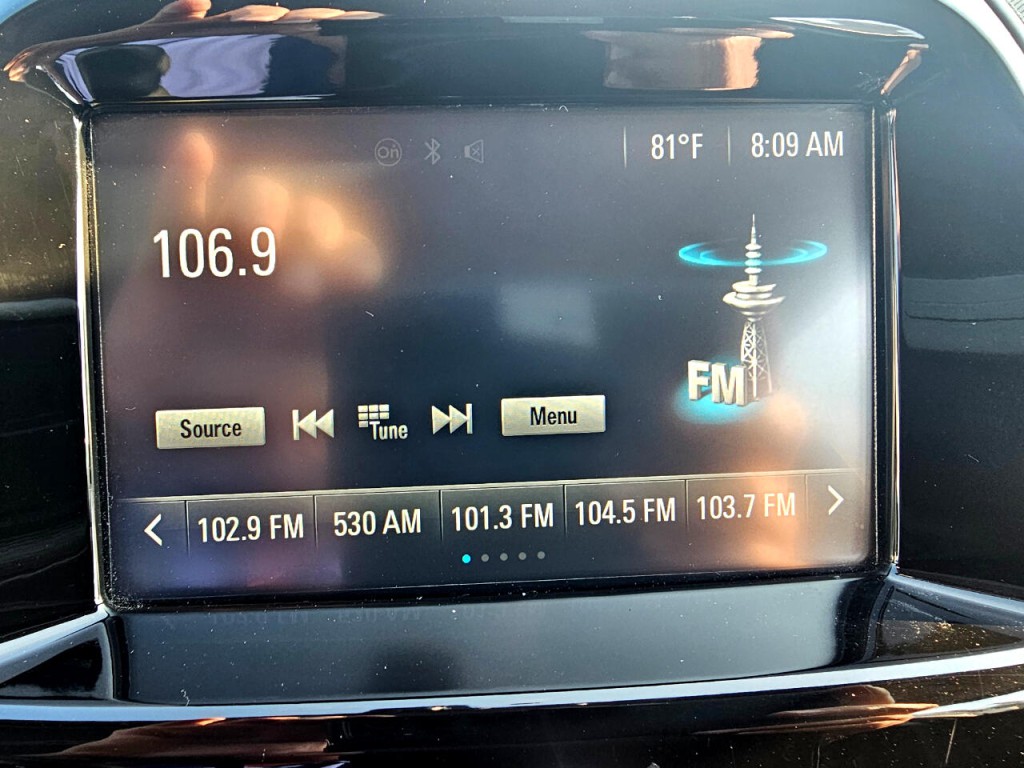 On 81°F 8:09 AM
106.9
FM
Source Tune Menu
102.9 FM 530 AM 101.3 FM 104.5 FM 103.7 FM